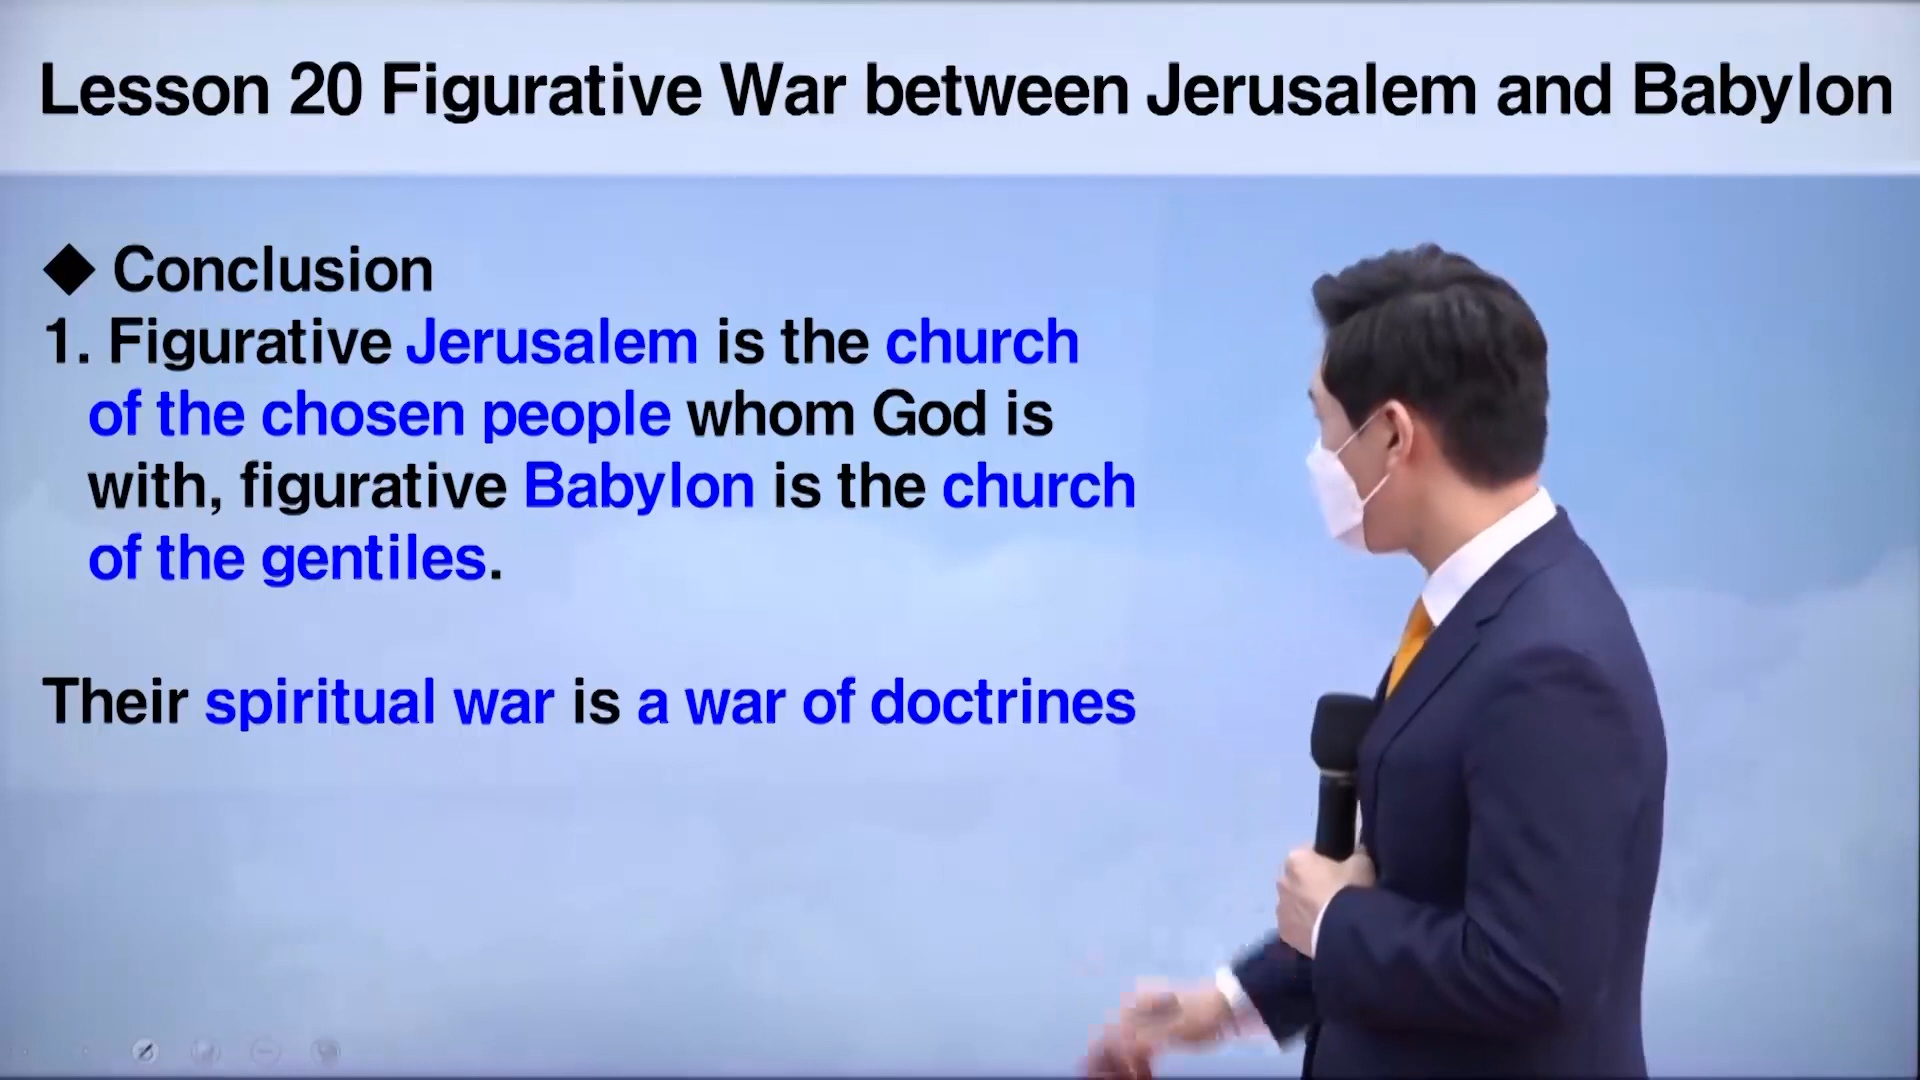 Lesson 20 Figurative War between Jerusalem and Babylon
◆ Conclusion
1. Figurative Jerusalem is the church
of the chosen people whom God is
with, figurative Babylon is the church
of the gentiles.
Their spiritual war is a war of doctrines